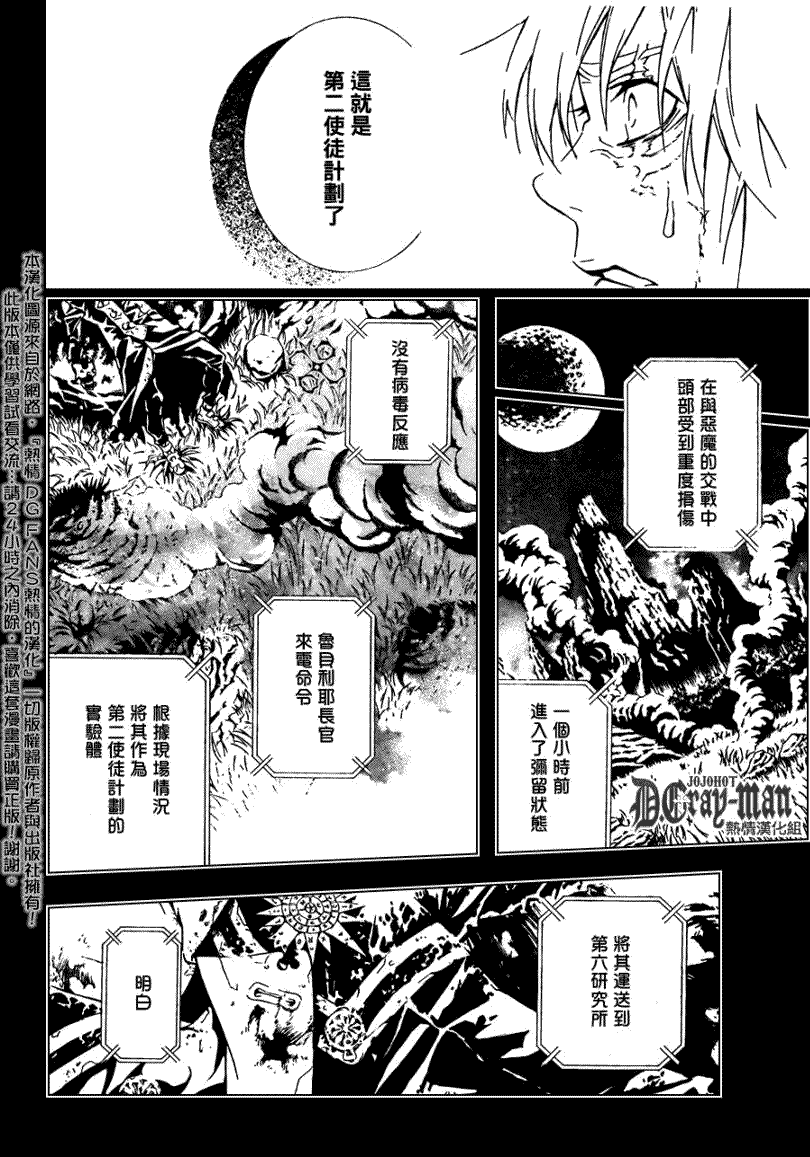 這就是
第二使徒計劃了
在與惡魔的交戰中
頭部受到重度損傷
一個小時前
進入了彌留狀態
沒有病毒反應
魯貝利耶長官
來電命令
根據現場情況
將其作為
第二使徒計劃的
實驗體
將其運送到
第六研究所
明白
JOJOHOT
D.Gray-man
熱情漢化組
本漢化圖源來自於網路。『熱情DG FANS熱情的漢化』一切版權歸原作者與出版社擁有！
此版本僅供學習試看交流…請24小時之內消除。喜歡這套漫畫請購買正版！謝謝。